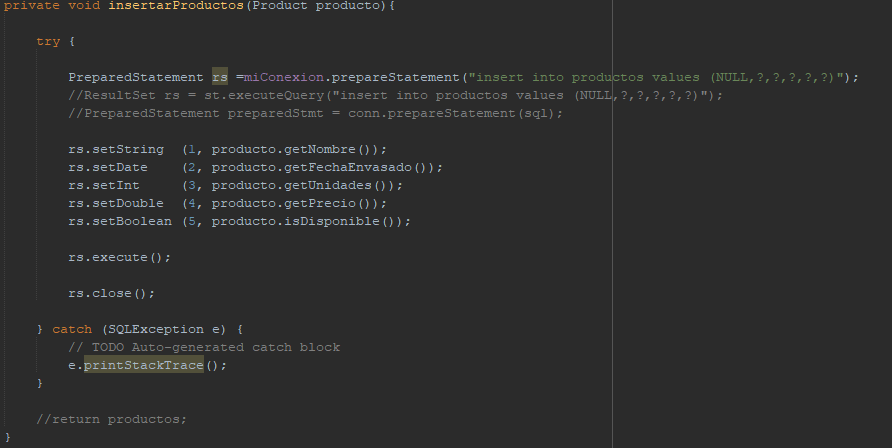 private void insertarProductos(Product producto){
try {
PreparedStatement rs =miConexion.prepareStatement("insert into productos values (NULL,?,?,?,?,?)");
//ResultSet rs = st.executeQuery("insert into productos values (NULL,?,?,?,?,?)");
//PreparedStatement preparedStmt = conn.prepareStatement(sql);
rs.setString  (1, producto.getNombre());
rs.setDate    (2, producto.getFechaEnvasado());
rs.setInt     (3, producto.getUnidades());
rs.setDouble  (4, producto.getPrecio());
rs.setBoolean (5, producto.isDisponible());
rs.execute();
rs.close();
} catch (SQLException e) {
// TODO Auto-generated catch block
e.printStackTrace();
}
//return productos;
}